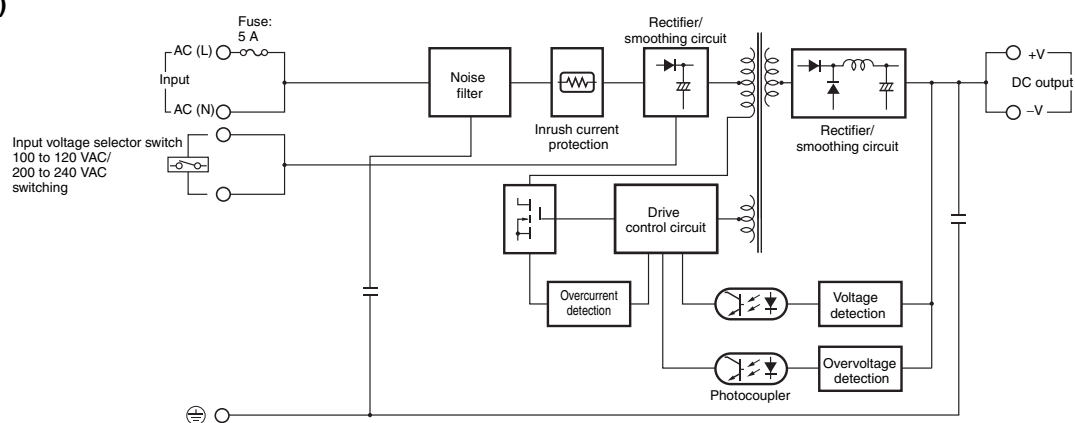 )
Fuse:
5 A
AC (L)
Input
AC (N)
Input voltage selector switch
100 to 120 VAC/
200 to 240 VAC
switching
Noise
filter
Inrush current
protection
Rectifier/
smoothing circuit
Rectifier/
smoothing circuit
+V
DC output
−V
Drive
control circuit
Overcurrent
detection
Voltage
detection
Overvoltage
detection
Photocoupler